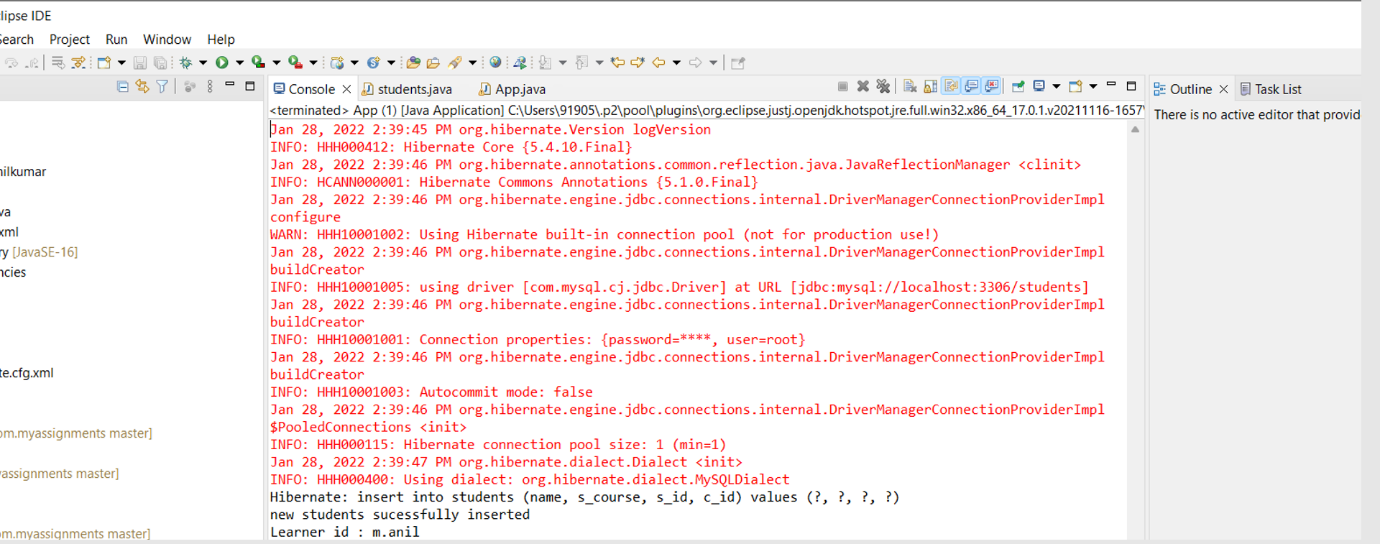 clipse IDE
Search Project Run Window Help
Console students.java App.java
Outline Task List
<terminated> App (1) [Java Application] C:\Users\91905\.p2\pool\plugins\org.eclipse.justj.openjdk.hotspot.jre.full.win32.x86_64_17.0.1.v20211116-1657\
There is no active editor that provid
nilkumar
va
xml
ry [JavaSE-16]
ncies
te.cfg.xml
om.myassignments master]
yassignments master]
om.myassignments master]
Jan 28, 2022 2:39:45 PM org.hibernate.Version logVersion
INFO: HHH000412: Hibernate Core {5.4.10.Final}
Jan 28, 2022 2:39:46 PM org.hibernate.annotations.common.reflection.java.JavaReflectionManager <clinit>
INFO: HCANN000001: Hibernate Commons Annotations {5.1.0.Final}
Jan 28, 2022 2:39:46 PM org.hibernate.engine.jdbc.connections.internal.DriverManagerConnectionProviderImpl
configure
WARN: HHH10001002: Using Hibernate built-in connection pool (not for production use!)
Jan 28, 2022 2:39:46 PM org.hibernate.engine.jdbc.connections.internal.DriverManagerConnectionProviderImpl
buildCreator
INFO: HHH10001005: using driver [com.mysql.cj.jdbc.Driver] at URL [jdbc:mysql://localhost:3306/students]
Jan 28, 2022 2:39:46 PM org.hibernate.engine.jdbc.connections.internal.DriverManagerConnectionProviderImpl
buildCreator
INFO: HHH10001001: Connection properties: {password=****, user=root}
Jan 28, 2022 2:39:46 PM org.hibernate.engine.jdbc.connections.internal.DriverManagerConnectionProviderImpl
buildCreator
INFO: HHH10001003: Autocommit mode: false
Jan 28, 2022 2:39:46 PM org.hibernate.engine.jdbc.connections.internal.DriverManagerConnectionProviderImpl
$PooledConnections <init>
INFO: HHH000115: Hibernate connection pool size: 1 (min=1)
Jan 28, 2022 2:39:47 PM org.hibernate.dialect.Dialect <init>
INFO: HHH000400: Using dialect: org.hibernate.dialect.MySQLDialect
Hibernate: insert into students (name, s_course, s_id, c_id) values (?, ?, ?, ?)
new students sucessfully inserted
Learner id : m.anil